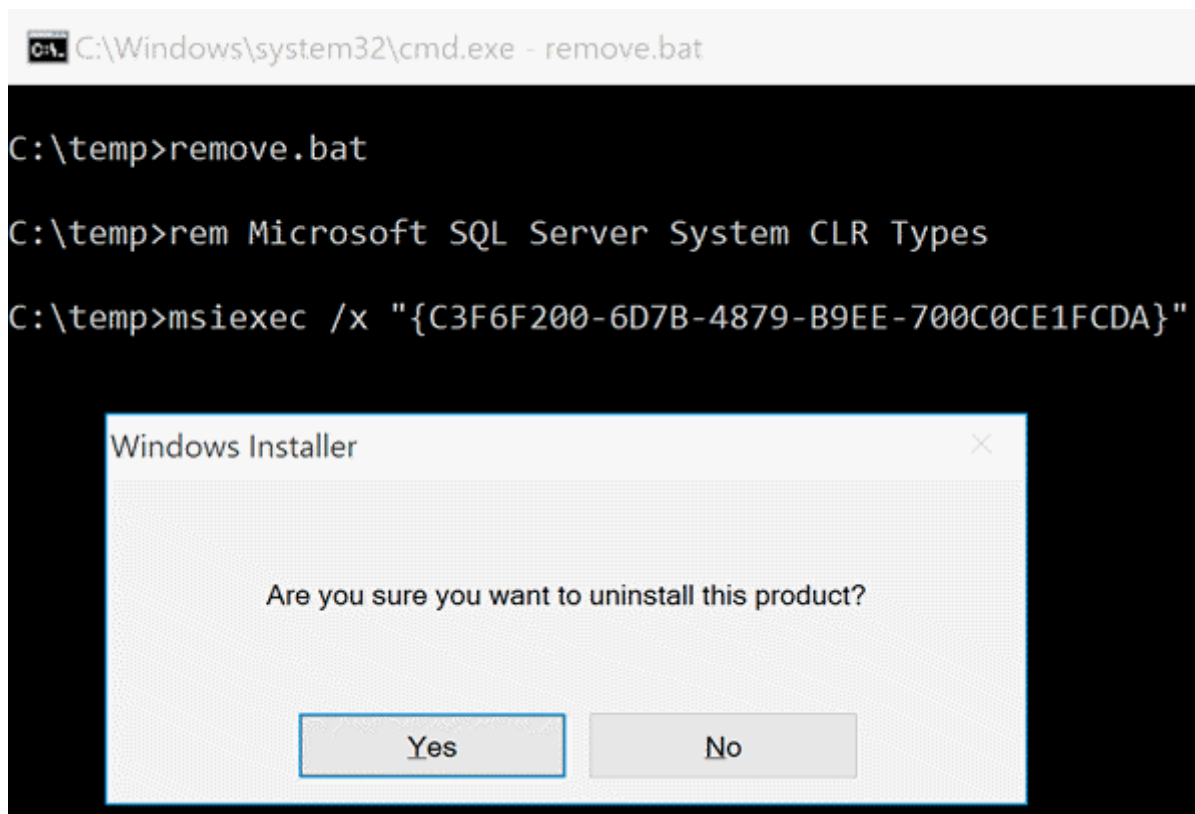 C:\Windows\system32\cmd.exe - remove.bat
C:\temp>remove.bat
C:\temp>rem Microsoft SQL Server System CLR Types
C:\temp>msiexec /x "{C3F6F200-6D7B-4879-B9EE-700C0CE1FCDA}"
Windows Installer
Are you sure you want to uninstall this product?
Yes
No